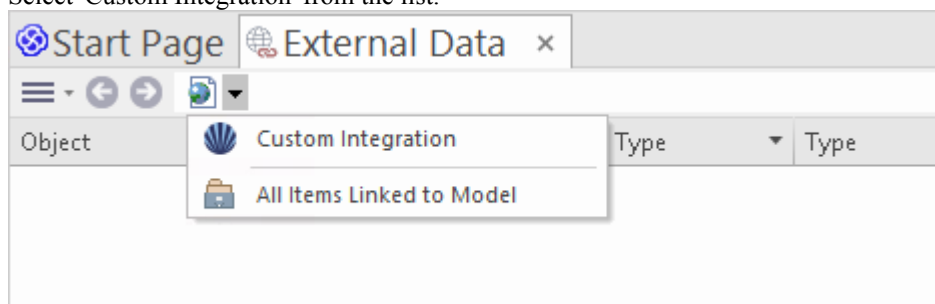 Select 'Custom Integration' from the list.
Start Page External Data ×
Object Type Type
Custom Integration
All Items Linked to Model